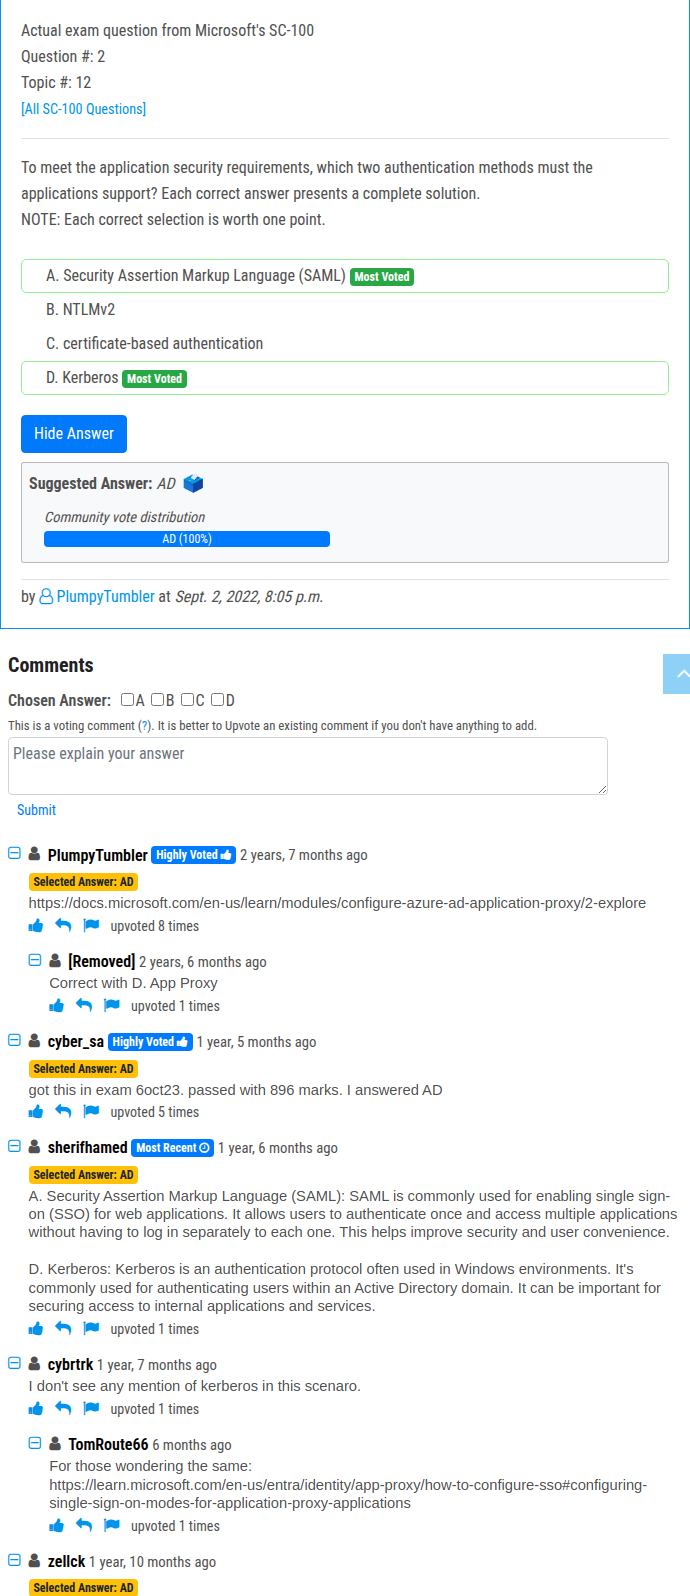 Actual exam question from Microsoft's SC-100
Question #: 2
Topic #: 12
[All SC-100 Questions]
To meet the application security requirements, which two authentication methods must the
applications support? Each correct answer presents a complete solution.
NOTE: Each correct selection is worth one point.
A. Security Assertion Markup Language (SAML) Most Voted
B. NTLMv2
C. certificate-based authentication
D. Kerberos Most Voted
Hide Answer
Suggested Answer: AD
Community vote distribution
AD (100%)
by PlumpyTumbler at Sept. 2, 2022, 8:05 p.m.
Comments
Chosen Answer: A B C D
This is a voting comment (?). It is better to Upvote an existing comment if you don't have anything to add.
Please explain your answer
Submit
PlumpyTumbler Highly Voted 2 years, 7 months ago
Selected Answer: AD
https://docs.microsoft.com/en-us/learn/modules/configure-azure-ad-application-proxy/2-explore
upvoted 8 times
[Removed] 2 years, 6 months ago
Correct with D. App Proxy
upvoted 1 times
cyber_sa Highly Voted 1 year, 5 months ago
Selected Answer: AD
got this in exam 6oct23. passed with 896 marks. I answered AD
upvoted 5 times
sherifhamed Most Recent 1 year, 6 months ago
Selected Answer: AD
A. Security Assertion Markup Language (SAML): SAML is commonly used for enabling single sign-
on (SSO) for web applications. It allows users to authenticate once and access multiple applications
without having to log in separately to each one. This helps improve security and user convenience.
D. Kerberos: Kerberos is an authentication protocol often used in Windows environments. It's
commonly used for authenticating users within an Active Directory domain. It can be important for
securing access to internal applications and services.
upvoted 1 times
cybrtrk 1 year, 7 months ago
I don't see any mention of kerberos in this scenaro.
upvoted 1 times
TomRoute66 6 months ago
For those wondering the same:
https://learn.microsoft.com/en-us/entra/identity/app-proxy/how-to-configure-sso#configuring-
single-sign-on-modes-for-application-proxy-applications
upvoted 1 times
zellck 1 year, 10 months ago
Selected Answer: AD